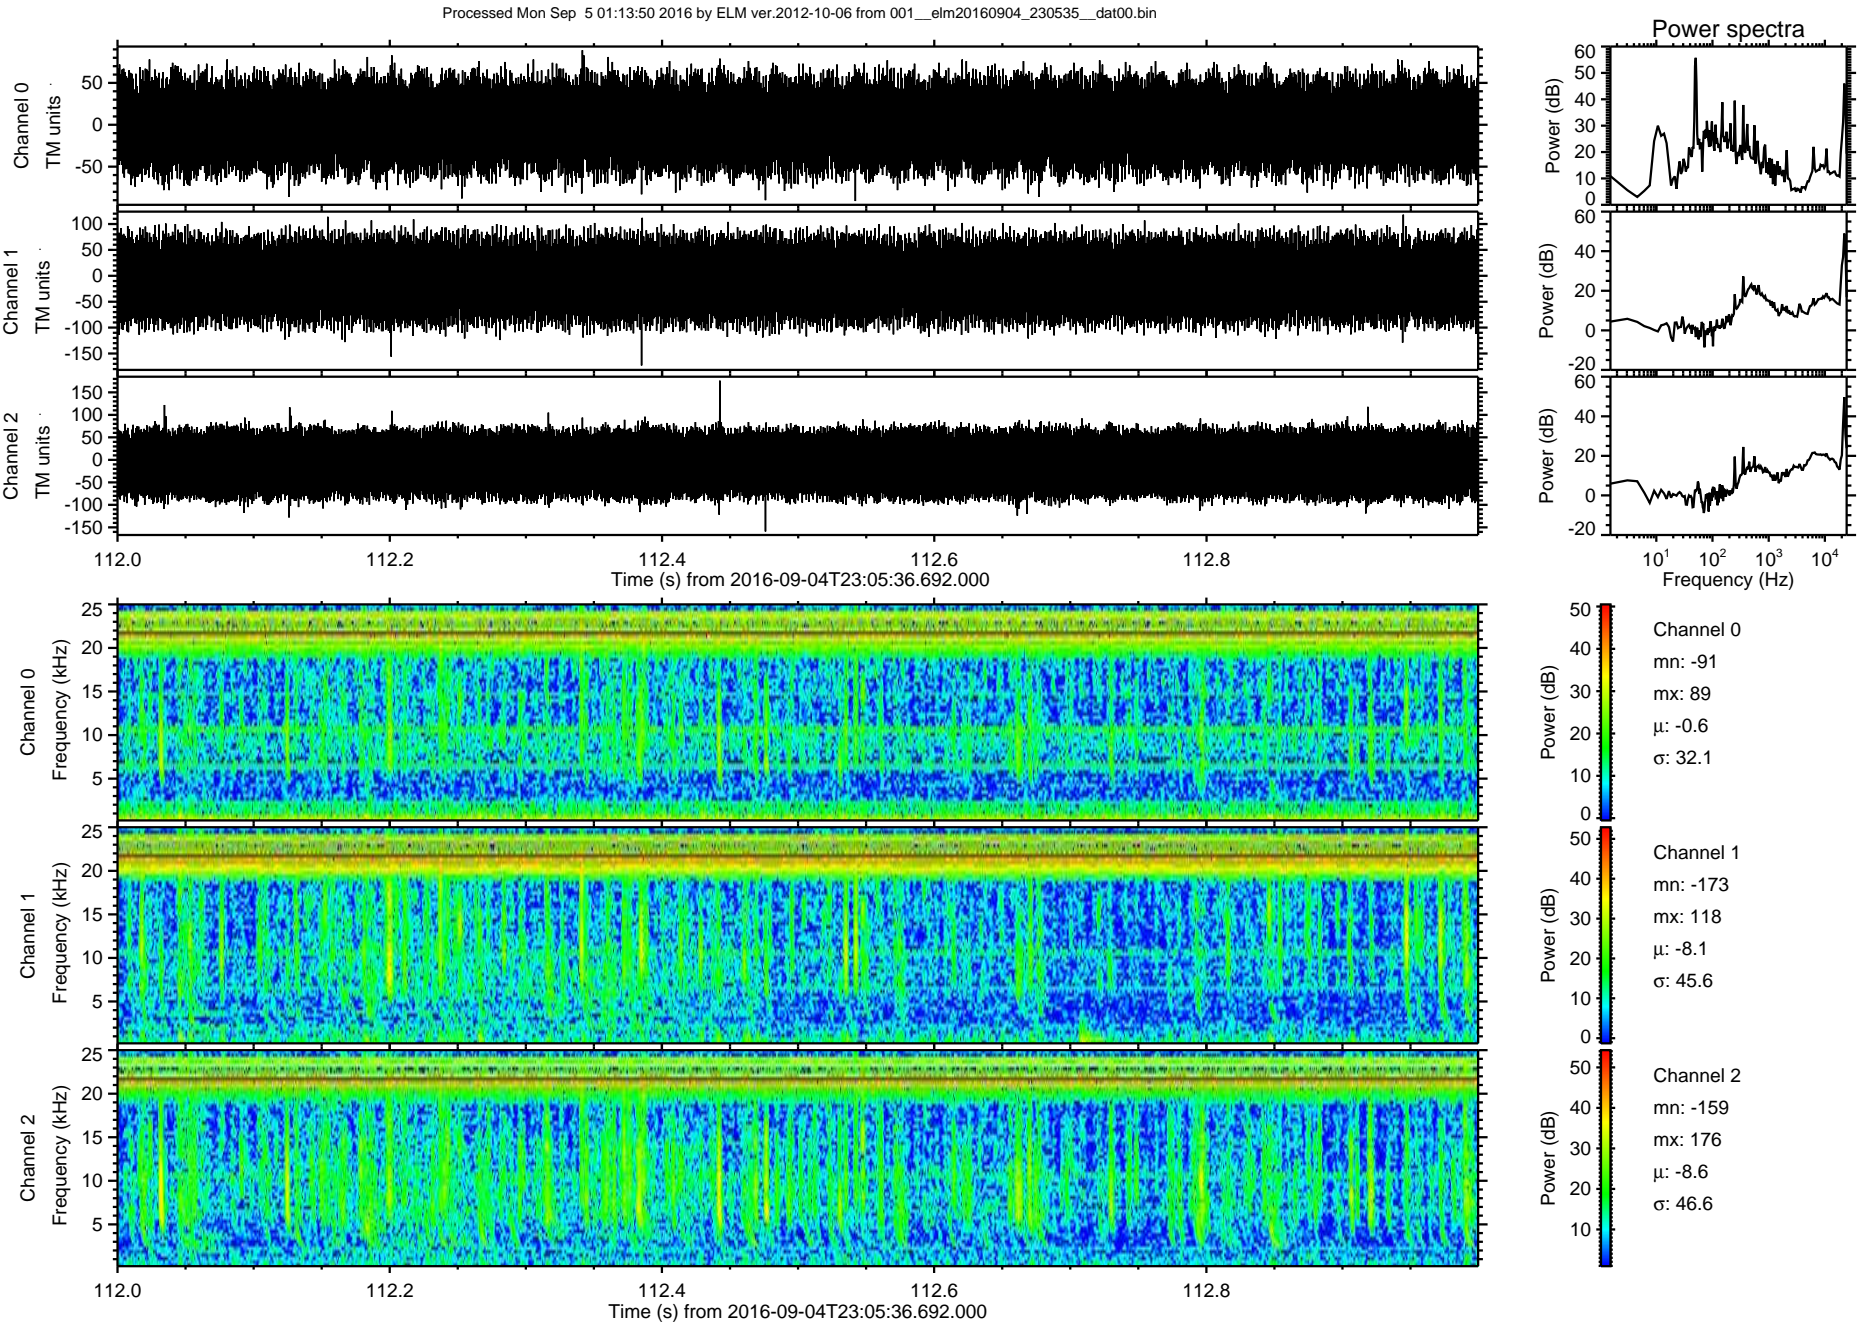 Processed Mon Sep  5 01:13:50 2016 by ELM ver.2012-10-06 from 001__elm20160904_230535__dat00.bin
Power spectra
Channel 0
TM units
50
0
-50
Power (dB)
60
50
40
30
20
10
0
Channel 1
TM units
100
50
0
-50
-100
-150
Power (dB)
60
40
20
0
-20
Channel 2
TM units
150
100
50
0
-50
-100
-150
Power (dB)
60
40
20
0
-20
112.0 112.2 112.4 112.6 112.8
Time (s) from 2016-09-04T23:05:36.692.000
10¹ 10² 10³ 10⁴
Frequency (Hz)
Channel 0
Frequency (kHz)
25
20
15
10
5
Power (dB)
50
40
30
20
10
0
Channel 0
mn: -91
mx: 89
μ: -0.6
σ: 32.1
Channel 1
Frequency (kHz)
25
20
15
10
5
Power (dB)
50
40
30
20
10
0
Channel 1
mn: -173
mx: 118
μ: -8.1
σ: 45.6
Channel 2
Frequency (kHz)
25
20
15
10
5
Power (dB)
50
40
30
20
10
Channel 2
mn: -159
mx: 176
μ: -8.6
σ: 46.6
112.0 112.2 112.4 112.6 112.8
Time (s) from 2016-09-04T23:05:36.692.000